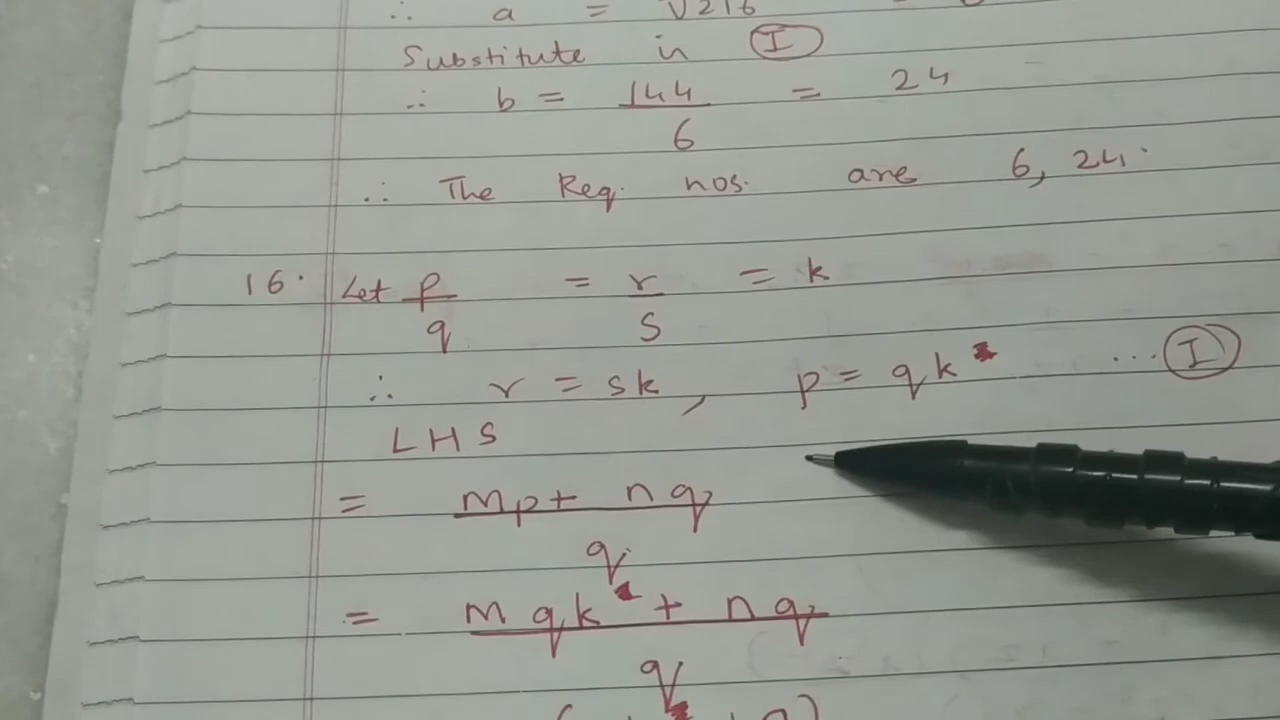 ∴ a = √216
Substitute in I
∴ b = 144/6 = 24
∴ The Req. nos. are 6, 24.
16. Let p/q = r/s = k
∴ r = sk, p = qk ... I
LHS
= mp + nq/q
= mqk + nq/q